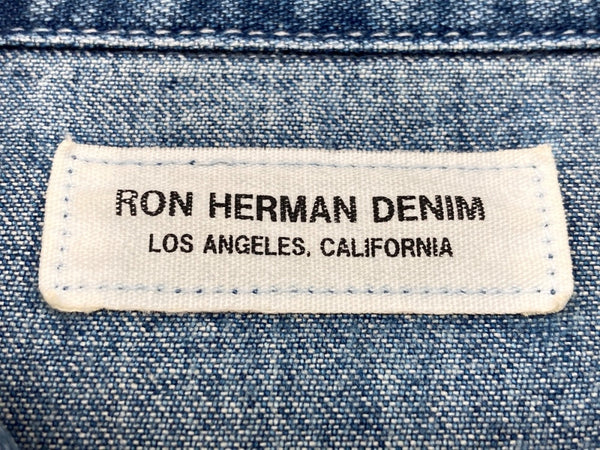 RON HERMAN DENIM
LOS ANGELES, CALIFORNIA